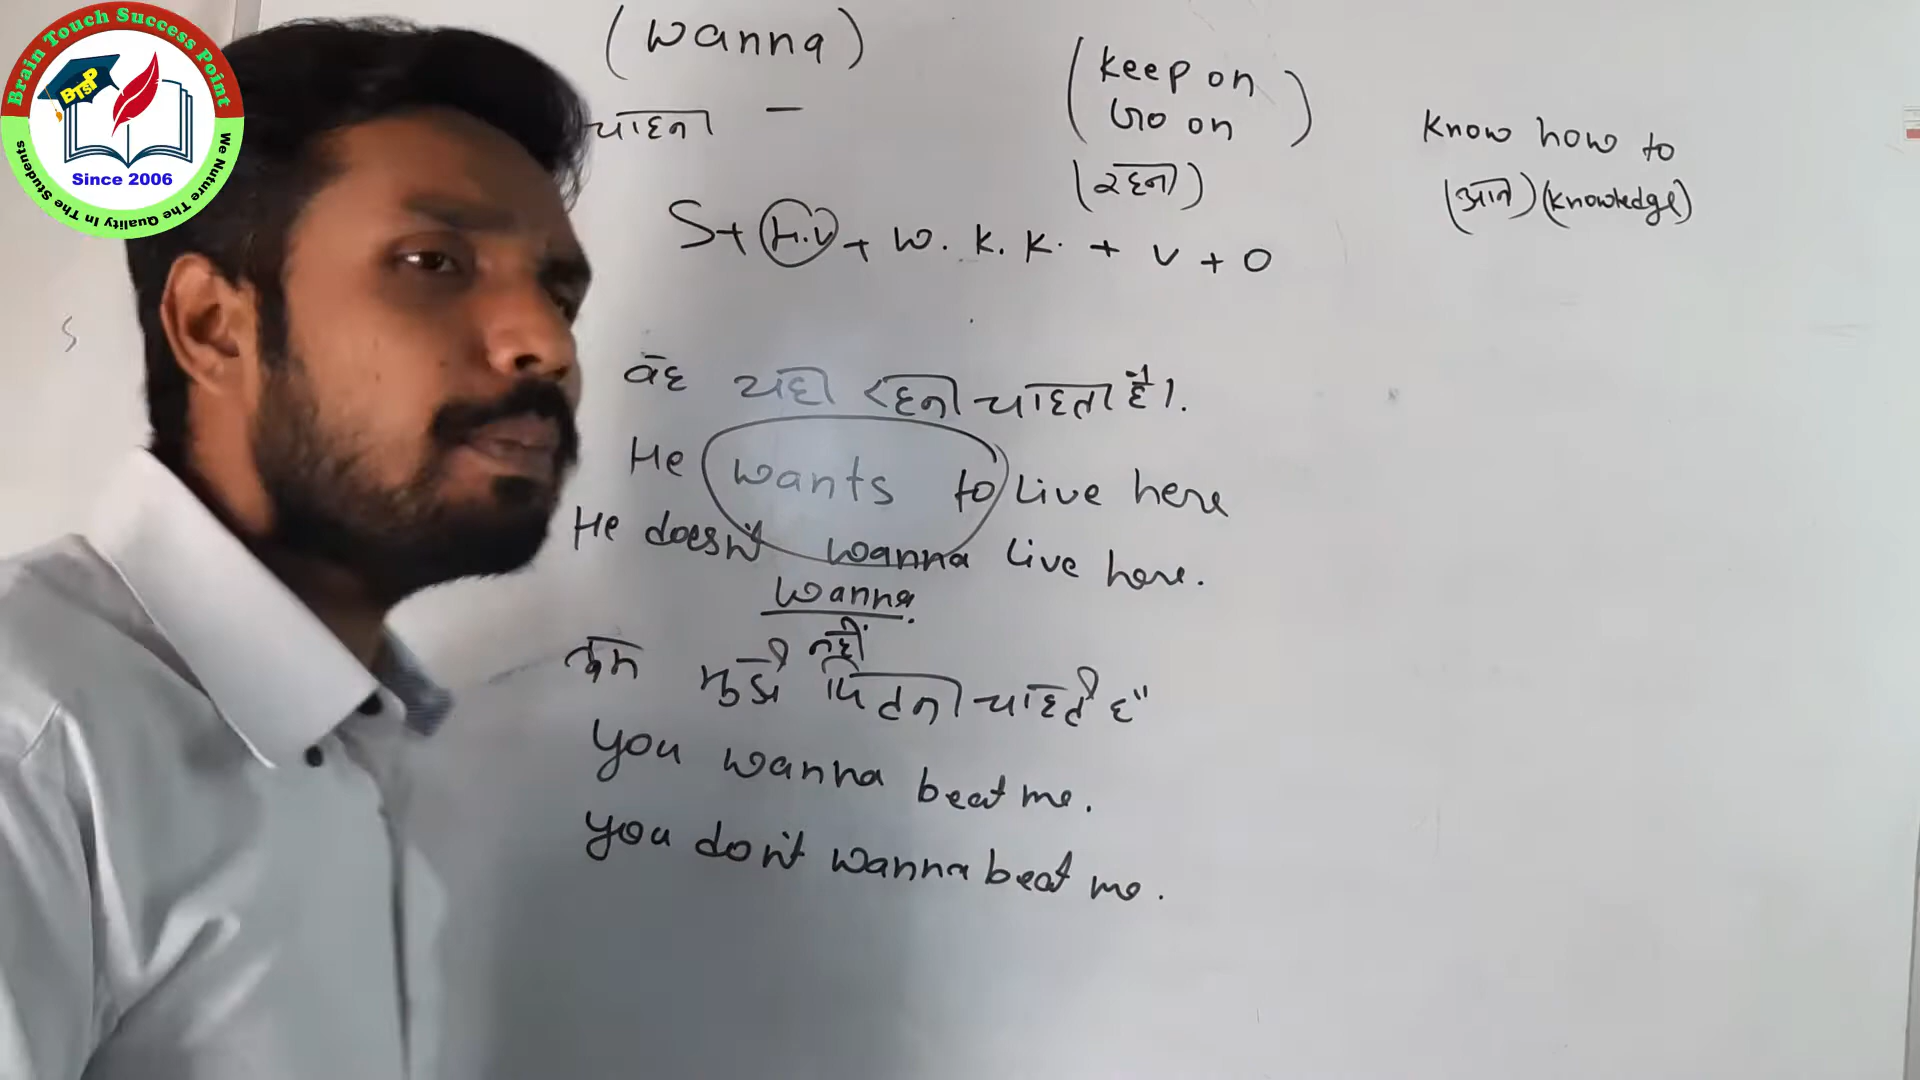 Brain Touch Success Point
BTSP
Since 2006
We Nuture The Quality In The Students
(wanna)
चाहना —
(keep on
Go on)
(रहना)
know how to
(आना) (knowledge)
S + H.V + W. K. K. + V + O
S
वह यहाँ रहना चाहता है।
He wants to Live here
He doesn't wanna Live here.
wanna.
नहीं
तुम मुझे पिटना चाहते हो"
You wanna beat me.
You don't wanna beat me.